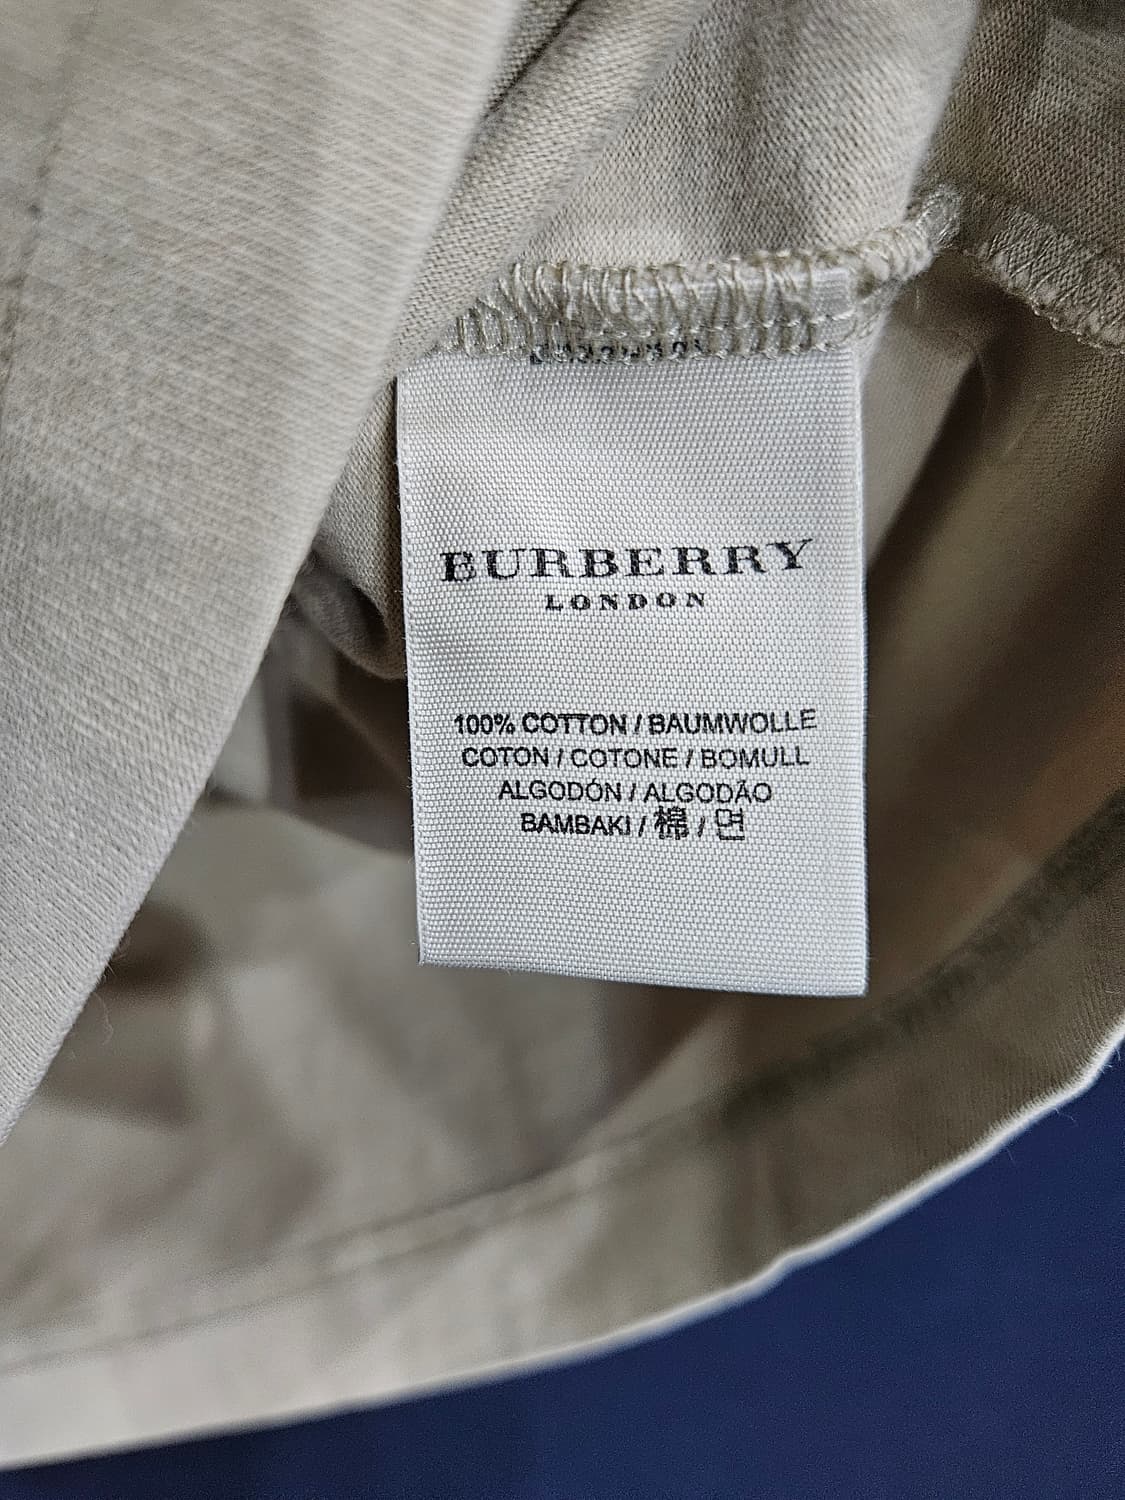 BURBERRY
LONDON
100% COTTON / BAUMWOLLE
COTON / COTONE / BOMULL
ALGODÓN / ALGODÃO
BAMBAKI / 棉 / 면